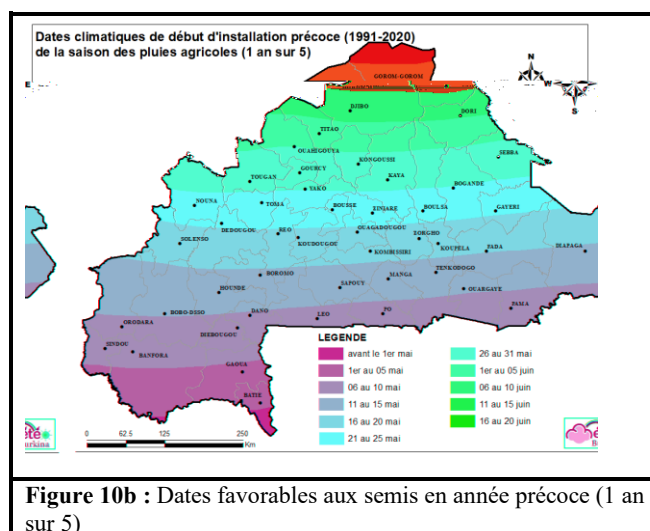 Dates climatiques de début d'installation précoce (1991-2020)
de la saison des pluies agricoles (1 an sur 5)
N
W
S
E
GOROM-GOROM
DJIBO
DORI
TITAO
OUAHIGOUYA
KONGOUSSI
SEBBA
GOURCY
TOUGAN
KAYA
YAKO
BOGANDE
NOUNA
TOMA
BOUSSE
ZINIARE
BOULSA
GAYERI
DEDOUGOU
REO
OUAGADOUGOU
ZORGHO
SOLENSO
KOUDOUGOU
KOUPELA
KOMBISSIRI
FADA
DIAPAGA
BOROMO
TENKODOGO
MANGA
HOUNDE
SAPOUY
OUARGAYE
BOBO-DSSO
DANO
LEO
PO
PAMA
ORODARA
DIEBOUGOU
SINDOU
BANFORA
GAOUA
BATIE
LEGENDE
avant le 1er mai
1er au 05 mai
06 au 10 mai
11 au 15 mai
16 au 20 mai
21 au 25 mai
26 au 31 mai
1er au 05 juin
06 au 10 juin
11 au 15 juin
16 au 20 juin
0 62.5 125 250
Km
été
urkina
Figure 10b : Dates favorables aux semis en année précoce (1 an
sur 5)